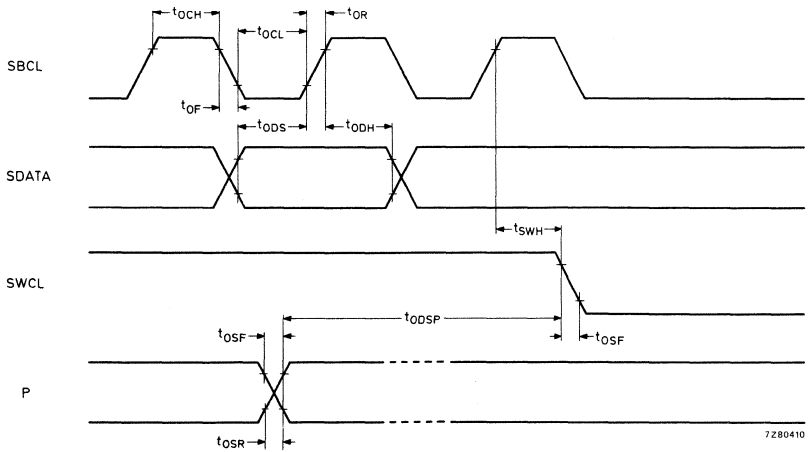 tOCH
tOCL
tOR
SBCL
tOF
tODS
tODH
SDATA
tSWH
SWCL
tODSP
tOSF
tOSF
P
tOSR
7Z80410